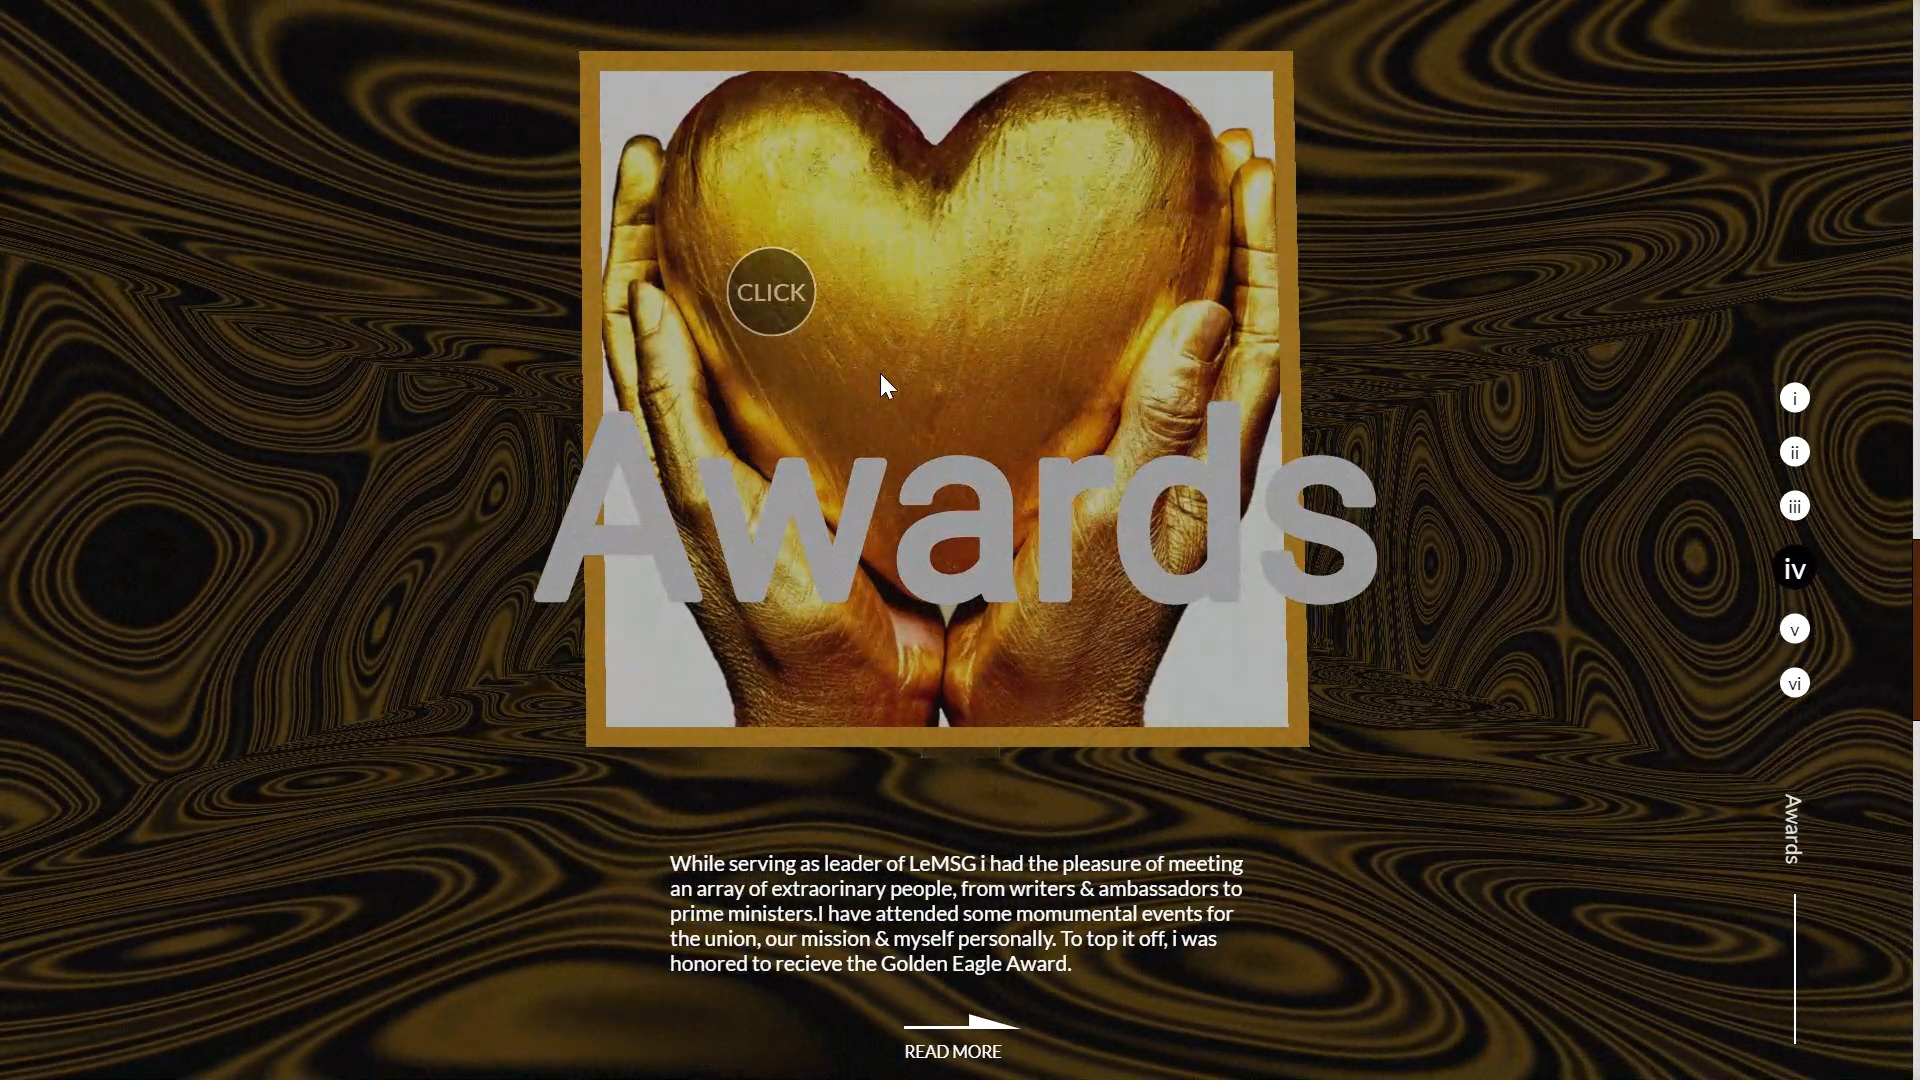 CLICK
Awards
i
ii
iii
iv
v
vi
Awards
While serving as leader of LeMSG i had the pleasure of meeting
an array of extraorinary people, from writers & ambassadors to
prime ministers.I have attended some momumental events for
the union, our mission & myself personally. To top it off, i was
honored to recieve the Golden Eagle Award.
READ MORE